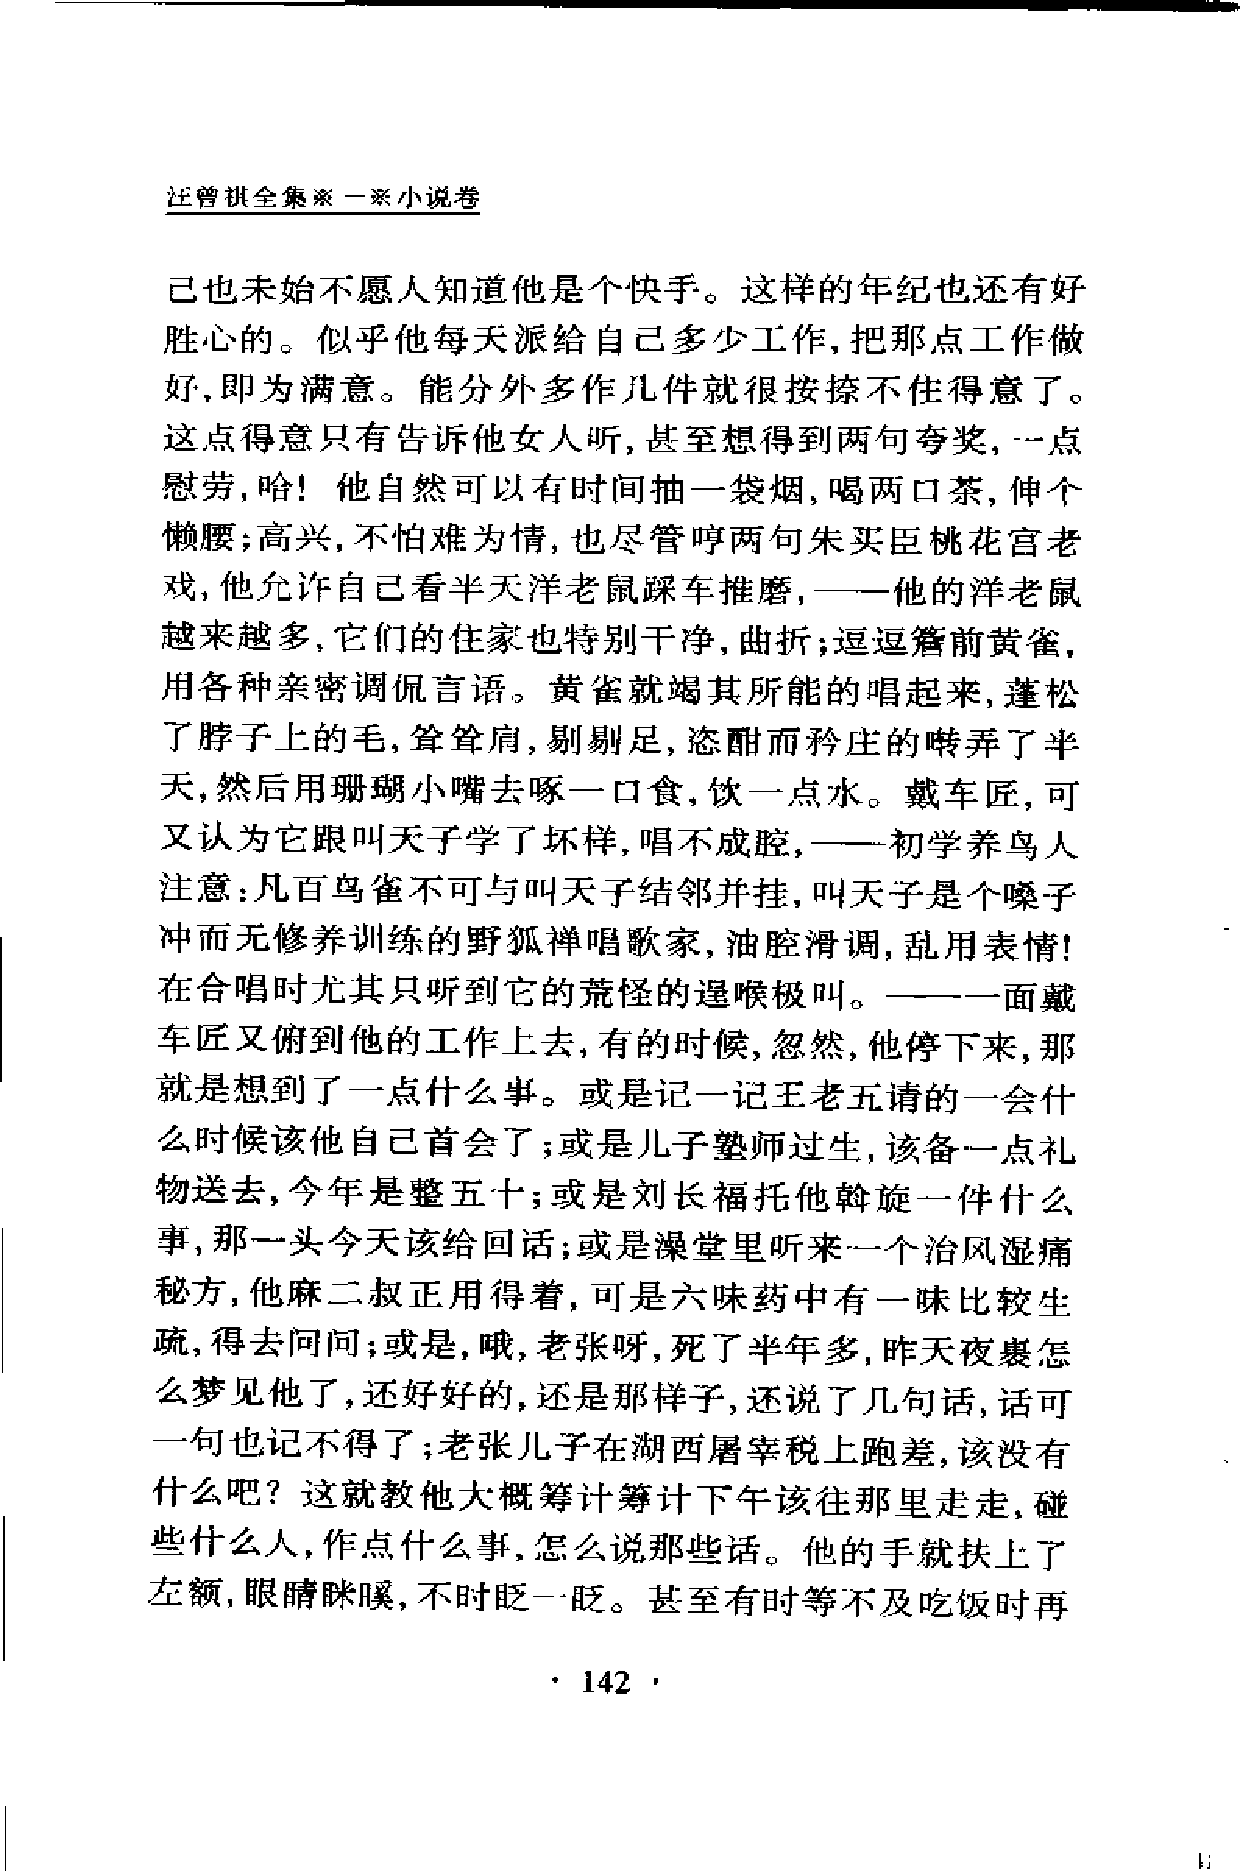 汪曾祺全集※一※小说卷
己也未始不愿人知道他是个快手。这样的年纪也还有好
胜心的。似乎他每天派给自己多少工作,把那点工作做
好,即为满意。能分外多作几件就很按捺不住得意了。
这点得意只有告诉他女人听,甚至想得到两句夸奖,一点
慰劳,哈!他自然可以有时间抽一袋烟,喝两口茶,伸个
懒腰;高兴,不怕难为情,也尽管哼两句朱买臣桃花宫老
戏,他允许自己看半天洋老鼠踩车推磨,——他的洋老鼠
越来越多,它们的住家也特别干净,曲折;逗逗簷前黄雀,
用各种亲密调侃言语。黄雀就竭其所能的唱起来,蓬松
了脖子上的毛,耸耸肩,剔剔足,恣酣而矜庄的啭弄了半
天,然后用珊瑚小嘴去啄一口食,饮一点水。戴车匠,可
又认为它跟叫天子学了坏样,唱不成腔,——初学养鸟人
注意:凡百鸟雀不可与叫天子结邻并挂,叫天子是个嗓子
冲而无修养训练的野狐禅唱歌家,油腔滑调,乱用表情!
在合唱时尤其只听到它的荒怪的逞喉极叫。——一面戴
车匠又俯到他的工作上去,有的时候,忽然,他停下来,那
就是想到了一点什么事。或是记一记王老五请的一会什
么时候该他自己首会了;或是儿子塾师过生,该备一点礼
物送去,今年是整五十;或是刘长福托他斡旋一件什么
事,那一头今天该给回话;或是澡堂里听来一个治风湿痛
秘方,他麻二叔正用得着,可是六味药中有一味比较生
疏,得去问问;或是,哦,老张呀,死了半年多,昨天夜裹怎
么梦见他了,还好好的,还是那样子,还说了几句话,话可
一句也记不得了;老张儿子在湖西屠宰税上跑差,该没有
什么吧?这就教他大概筹计筹计下午该往那里走走,碰
些什么人,作点什么事,怎么说那些话。他的手就扶上了
左额,眼睛眯䁱,不时眨一眨。甚至有时等不及吃饭时再
· 142 ·